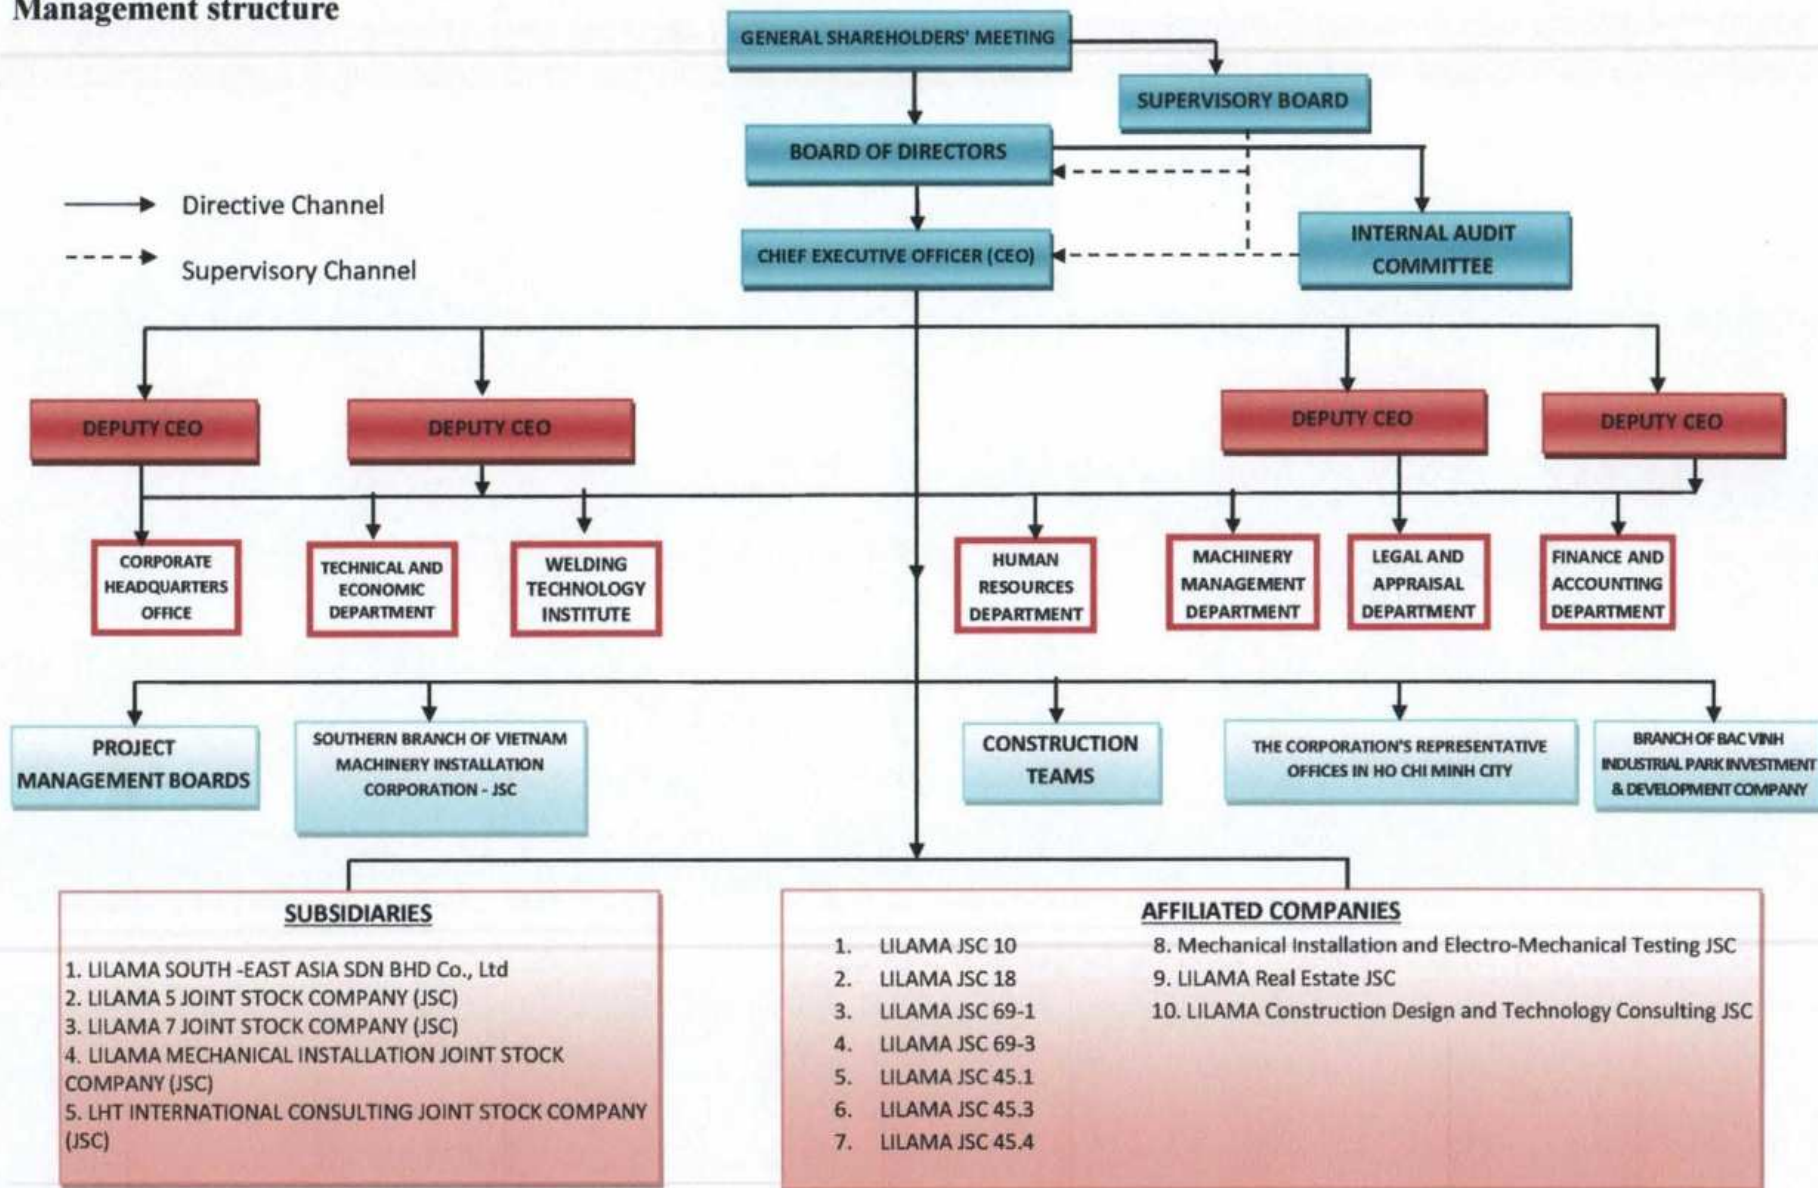 Management structure
GENERAL SHAREHOLDERS' MEETING
SUPERVISORY BOARD
BOARD OF DIRECTORS
Directive Channel
Supervisory Channel
CHIEF EXECUTIVE OFFICER (CEO)
INTERNAL AUDIT
COMMITTEE
DEPUTY CEO
DEPUTY CEO
DEPUTY CEO
DEPUTY CEO
CORPORATE
HEADQUARTERS
OFFICE
TECHNICAL AND
ECONOMIC
DEPARTMENT
WELDING
TECHNOLOGY
INSTITUTE
HUMAN
RESOURCES
DEPARTMENT
MACHINERY
MANAGEMENT
DEPARTMENT
LEGAL AND
APPRAISAL
DEPARTMENT
FINANCE AND
ACCOUNTING
DEPARTMENT
PROJECT
MANAGEMENT BOARDS
SOUTHERN BRANCH OF VIETNAM
MACHINERY INSTALLATION
CORPORATION - JSC
CONSTRUCTION
TEAMS
THE CORPORATION'S REPRESENTATIVE
OFFICES IN HO CHI MINH CITY
BRANCH OF BAC VINH
INDUSTRIAL PARK INVESTMENT
& DEVELOPMENT COMPANY
SUBSIDIARIES
1. LILAMA SOUTH -EAST ASIA SDN BHD Co., Ltd
2. LILAMA 5 JOINT STOCK COMPANY (JSC)
3. LILAMA 7 JOINT STOCK COMPANY (JSC)
4. LILAMA MECHANICAL INSTALLATION JOINT STOCK
COMPANY (JSC)
5. LHT INTERNATIONAL CONSULTING JOINT STOCK COMPANY
(JSC)
AFFILIATED COMPANIES
1. LILAMA JSC 10
2. LILAMA JSC 18
3. LILAMA JSC 69-1
4. LILAMA JSC 69-3
5. LILAMA JSC 45.1
6. LILAMA JSC 45.3
7. LILAMA JSC 45.4
8. Mechanical Installation and Electro-Mechanical Testing JSC
9. LILAMA Real Estate JSC
10. LILAMA Construction Design and Technology Consulting JSC